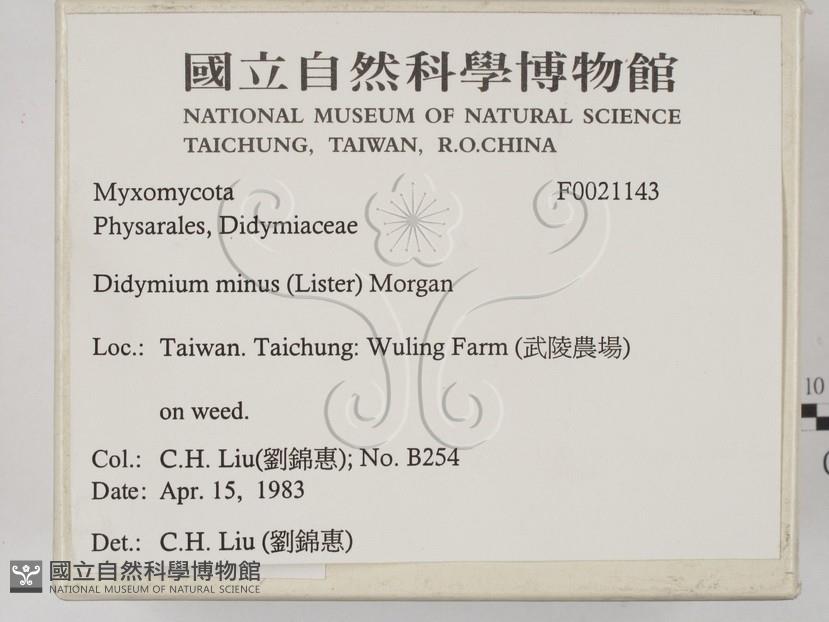 國立自然科學博物館
NATIONAL MUSEUM OF NATURAL SCIENCE
TAICHUNG, TAIWAN, R.O.CHINA
Myxomycota F0021143
Physarales, Didymiaceae
Didymium minus (Lister) Morgan
Loc.: Taiwan. Taichung: Wuling Farm (武陵農場)
on weed.
Col.: C.H. Liu(劉錦惠); No. B254
Date: Apr. 15, 1983
Det.: C.H. Liu (劉錦惠)
國立自然科學博物館
NATIONAL MUSEUM OF NATURAL SCIENCE
10